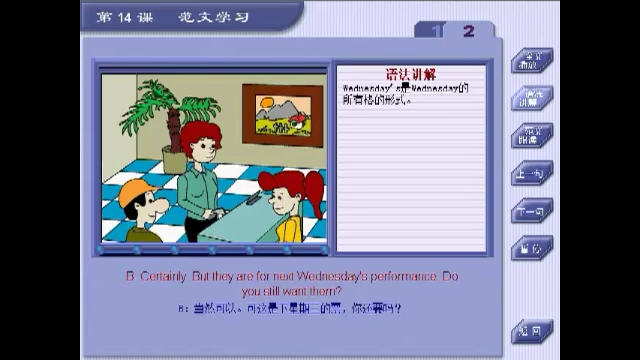 第 14 课 范文学习
1 2
语法讲解
Wednesday's是Wednesday的
所有格的形式。
上一句
下一句
返 回
B: Certainly. But they are for next Wednesday's performance. Do
you still want them?
B: 当然可以。可这是下星期三的票，你还要吗?